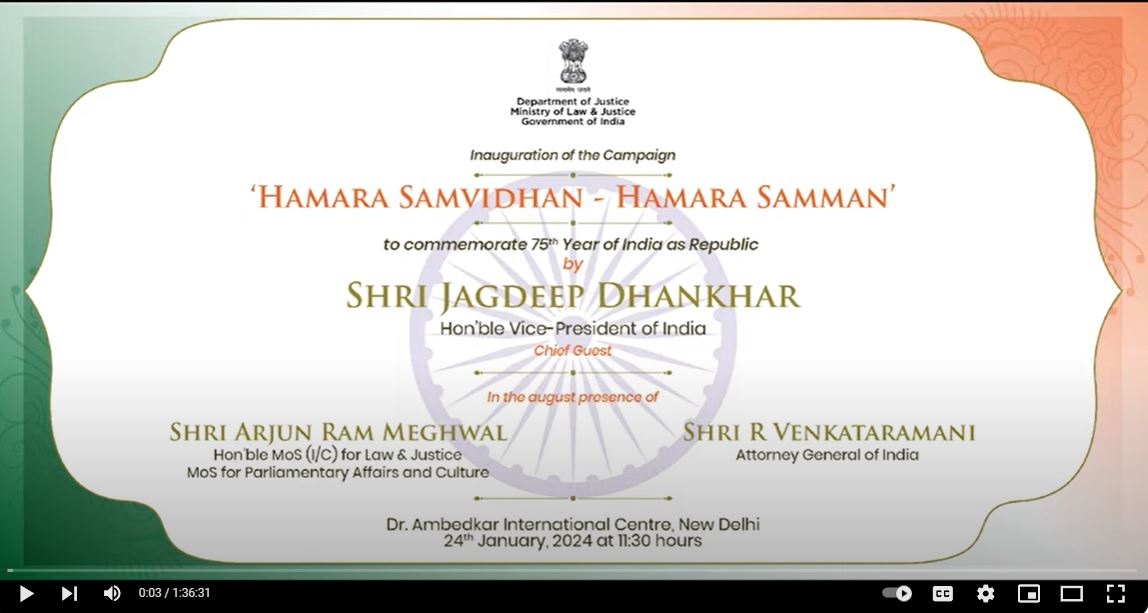 सत्यमेव जयते
Department of Justice
Ministry of Law & Justice
Government of India
Inauguration of the Campaign
‘HAMARA SAMVIDHAN - HAMARA SAMMAN’
to commemorate 75th Year of India as Republic
by
SHRI JAGDEEP DHANKHAR
Hon'ble Vice-President of India
Chief Guest
In the august presence of
SHRI ARJUN RAM MEGHWAL
Hon'ble MoS (I/C) for Law & Justice
MoS for Parliamentary Affairs and Culture
SHRI R VENKATARAMANI
Attorney General of India
Dr. Ambedkar International Centre, New Delhi
24th January, 2024 at 11:30 hours
0:03 / 1:36:31
CC